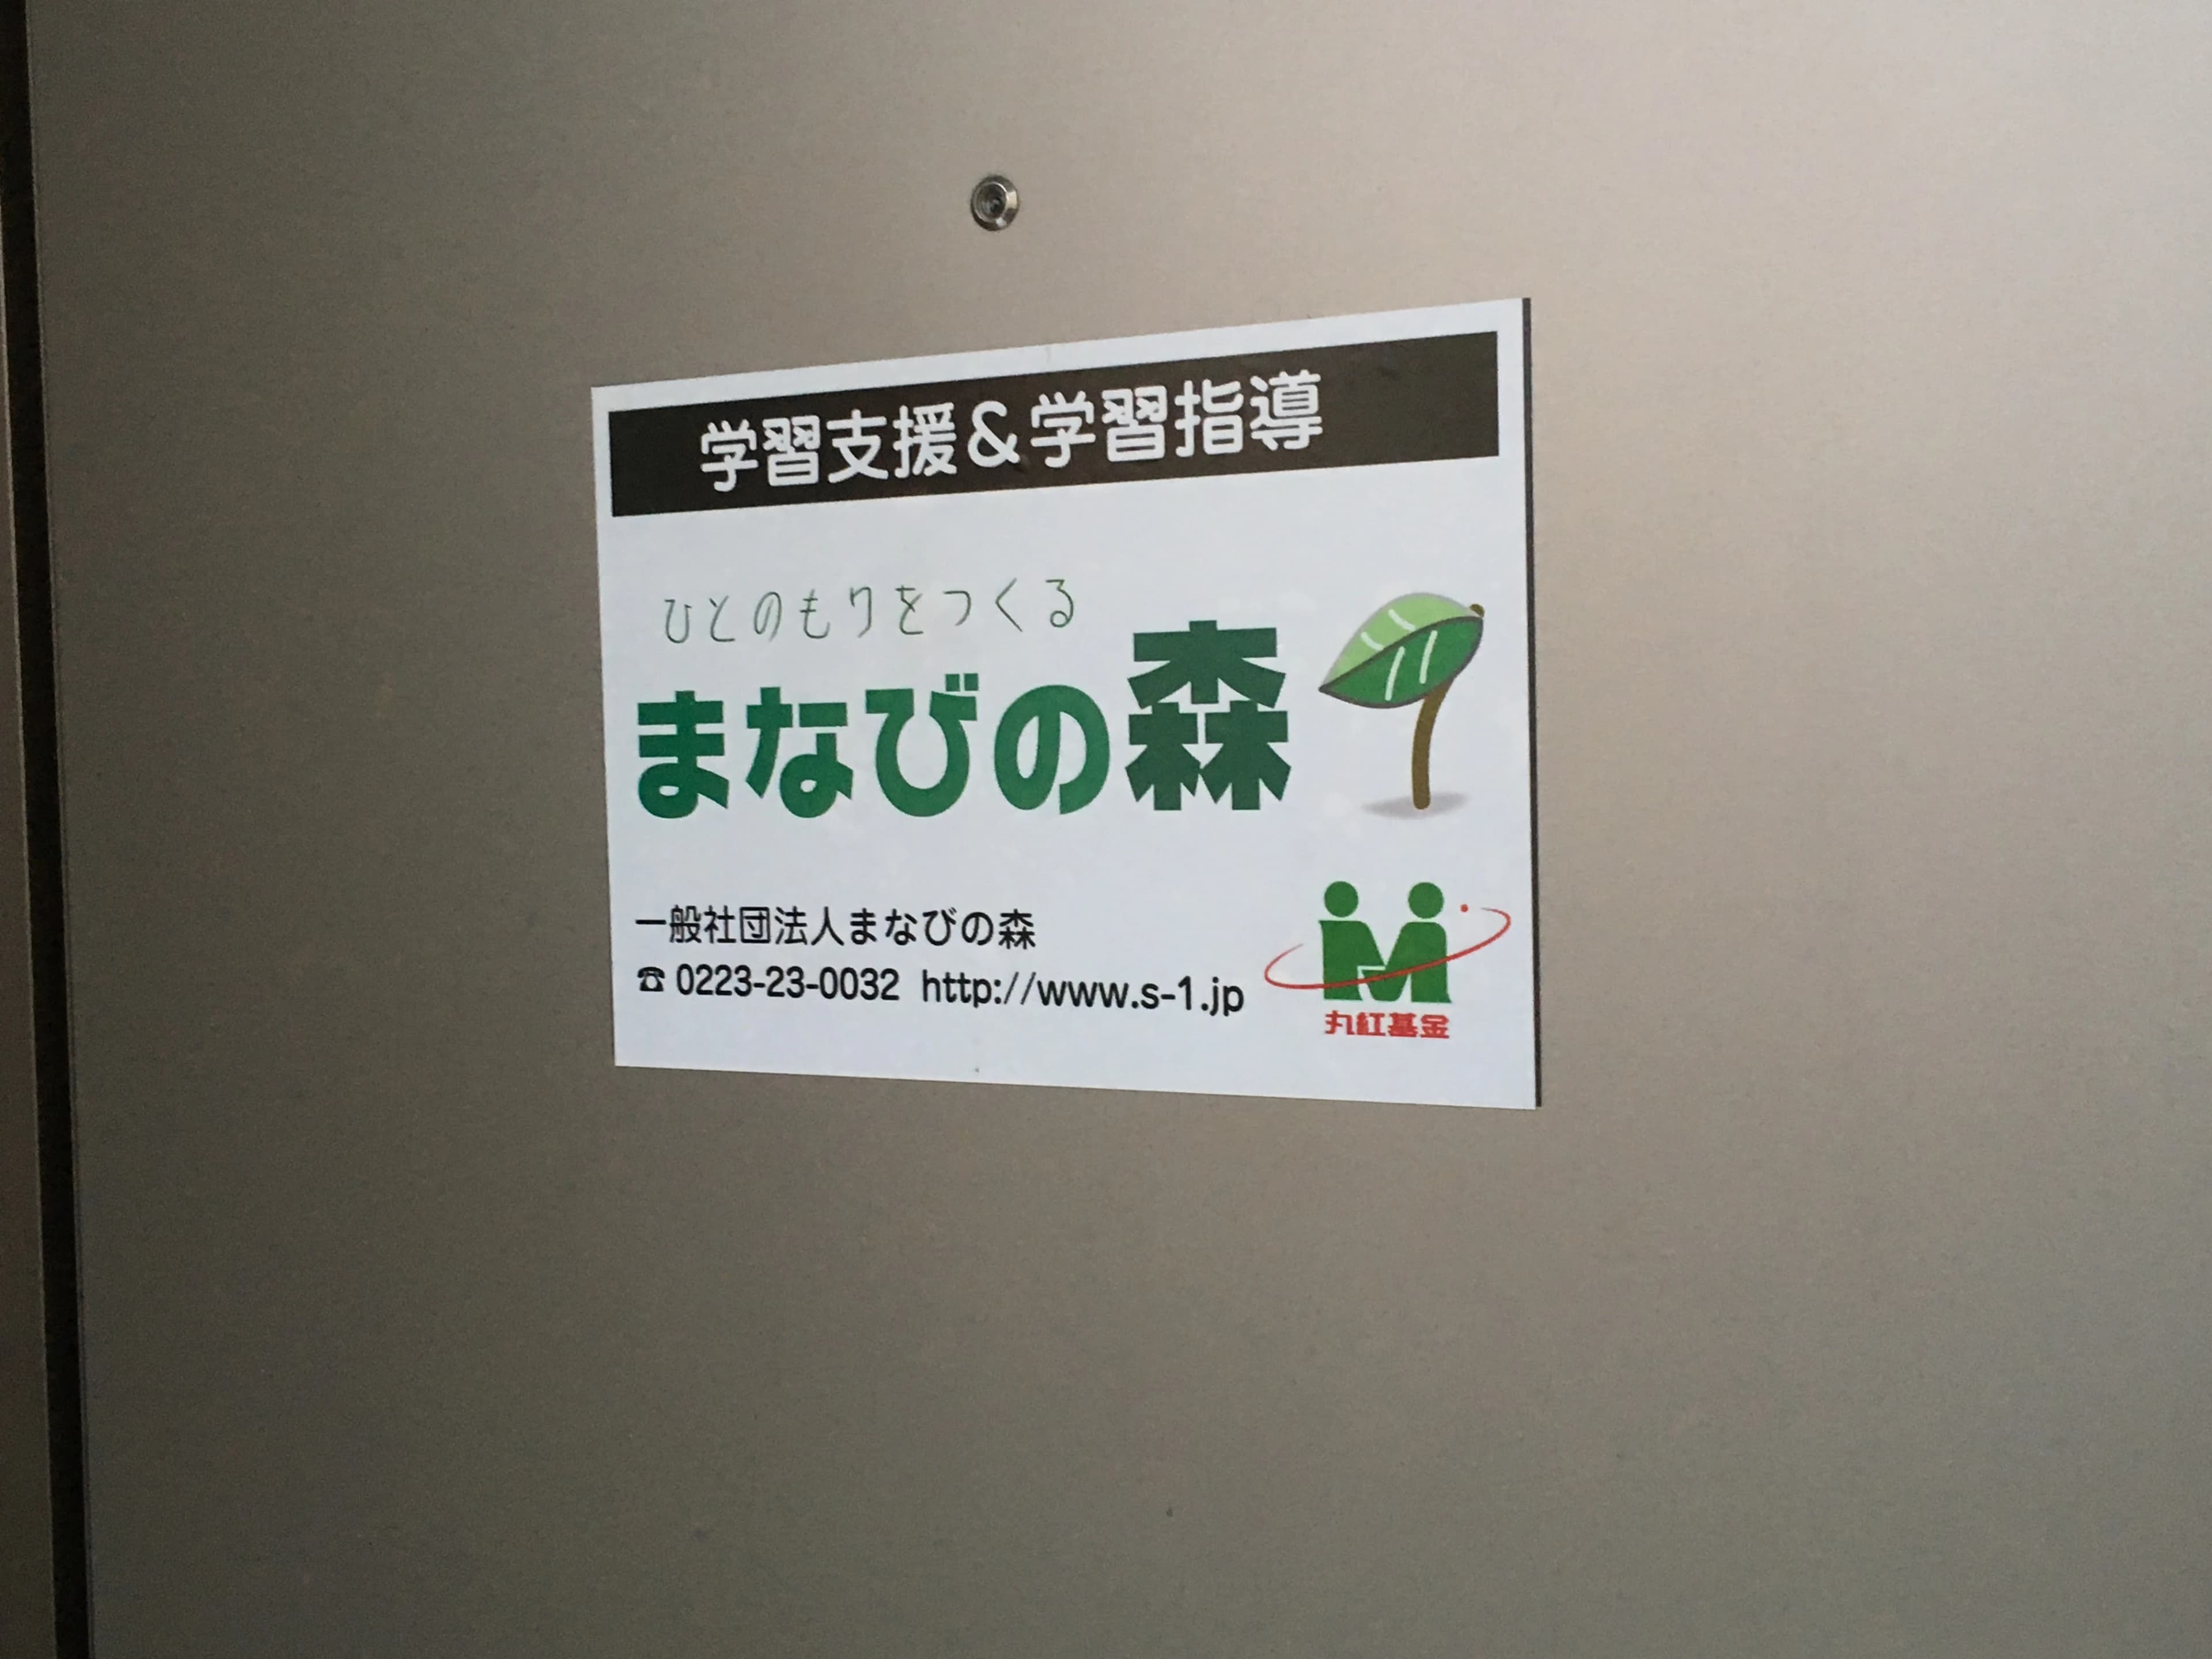 学習支援&学習指導
ひとのもりをつくる
まなびの森
一般社団法人まなびの森
☎ 0223-23-0032 http://www.s-1.jp
丸紅基金